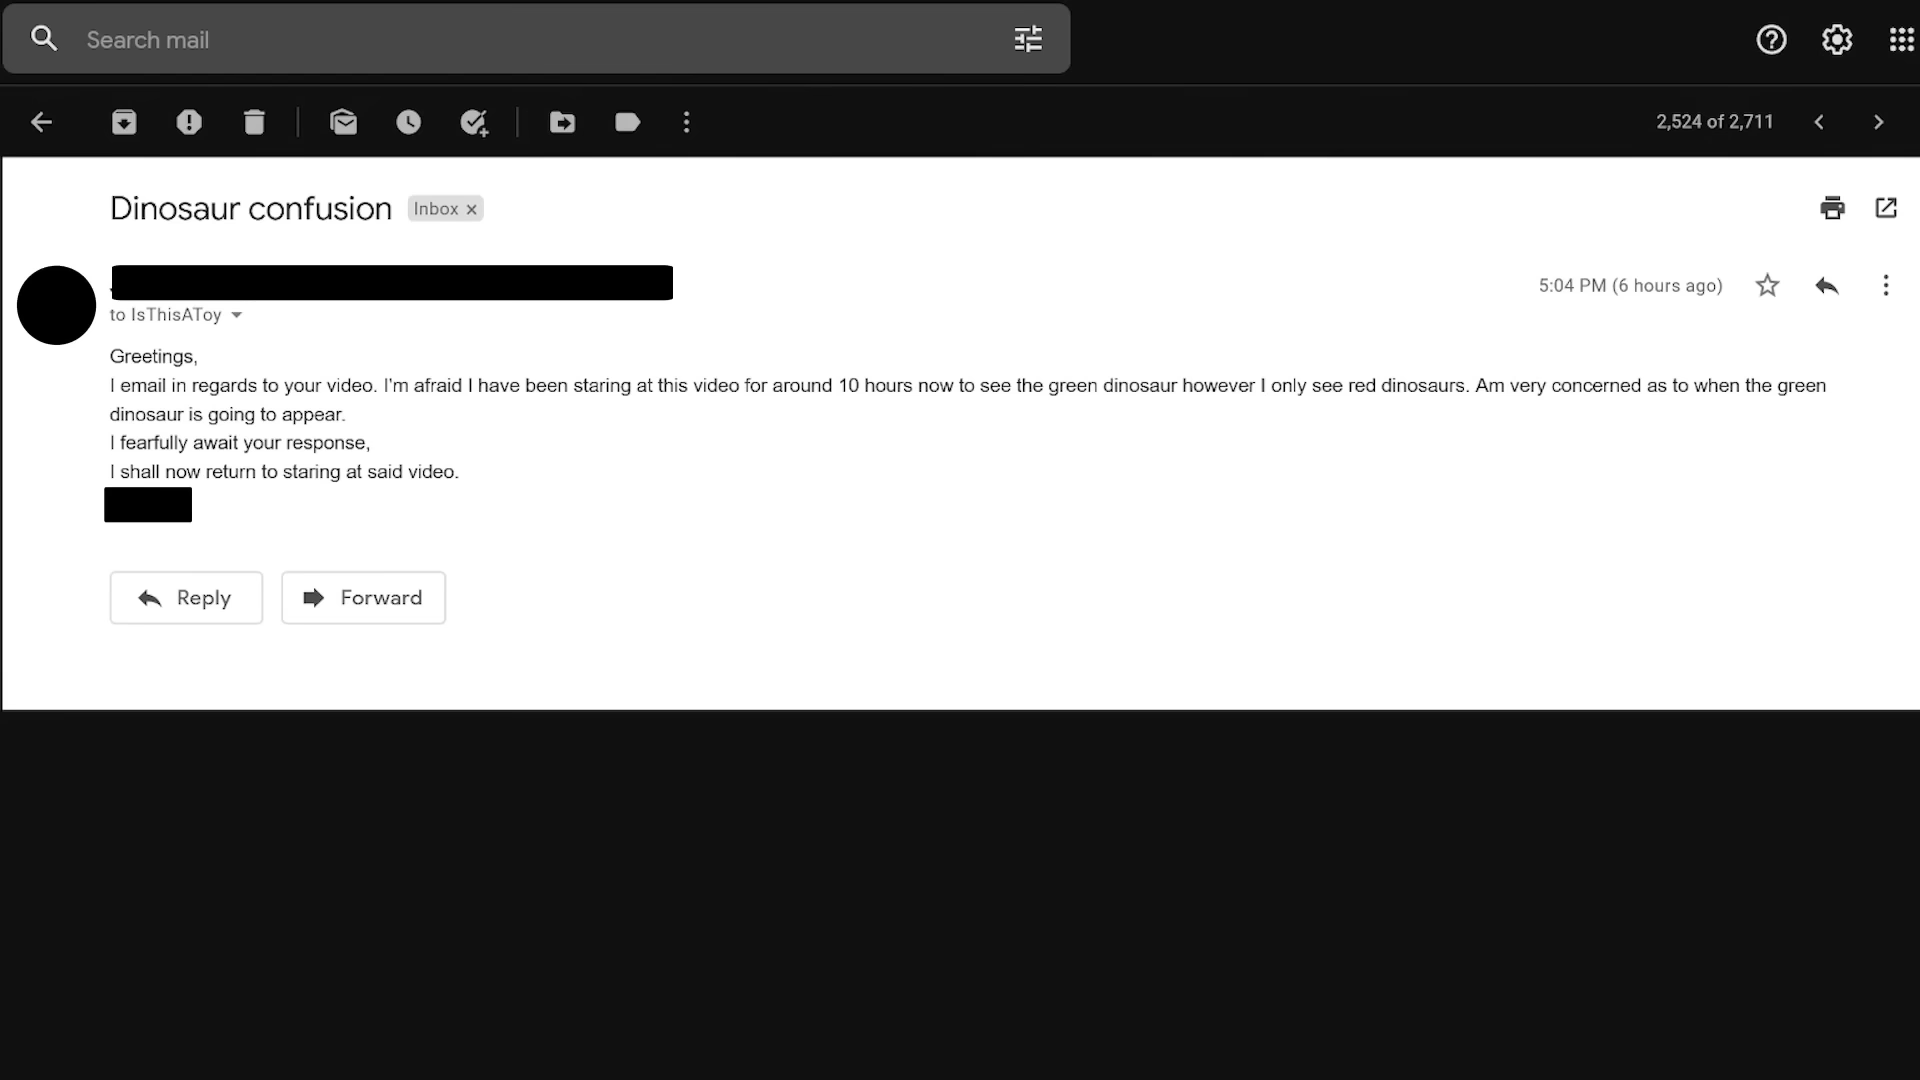 Search mail
2,524 of 2,711
Dinosaur confusion Inbox x
5:04 PM (6 hours ago)
to IsThisAToy
Greetings,
I email in regards to your video. I'm afraid I have been staring at this video for around 10 hours now to see the green dinosaur however I only see red dinosaurs. Am very concerned as to when the green
dinosaur is going to appear.
I fearfully await your response,
I shall now return to staring at said video.
Reply Forward